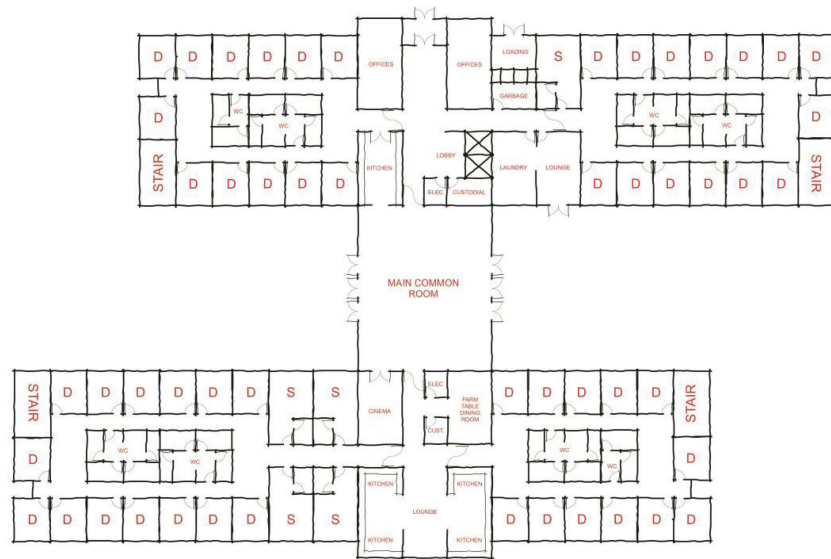 LOADING
D D D D D D OFFICES OFFICES S D D D D D D D
GARBAGE
D WC WC WC WC D
LOBBY
STAIR D D D D D KITCHEN LAUNDRY LOUNGE D D D D D D STAIR
ELEC CUSTODIAL
MAIN COMMON
ROOM
STAIR D D D D D D S S ELEC D D D D D STAIR
CINEMA FARM
TABLE
DINING
ROOM
CUST.
D WC WC WC WC D
KITCHEN KITCHEN
D D D D D D D S S LOUNGE D D D D D D
KITCHEN KITCHEN